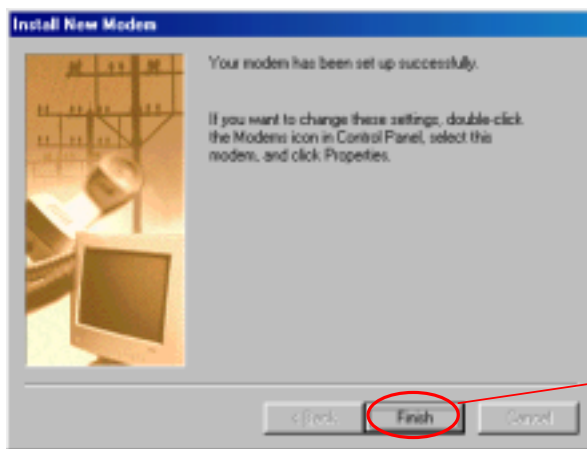 Install New Modem
Your modem has been set up successfully.
If you want to change these settings, double-click
the Modems icon in Control Panel, select this
modem, and click Properties.
< Back
Finish
Cancel